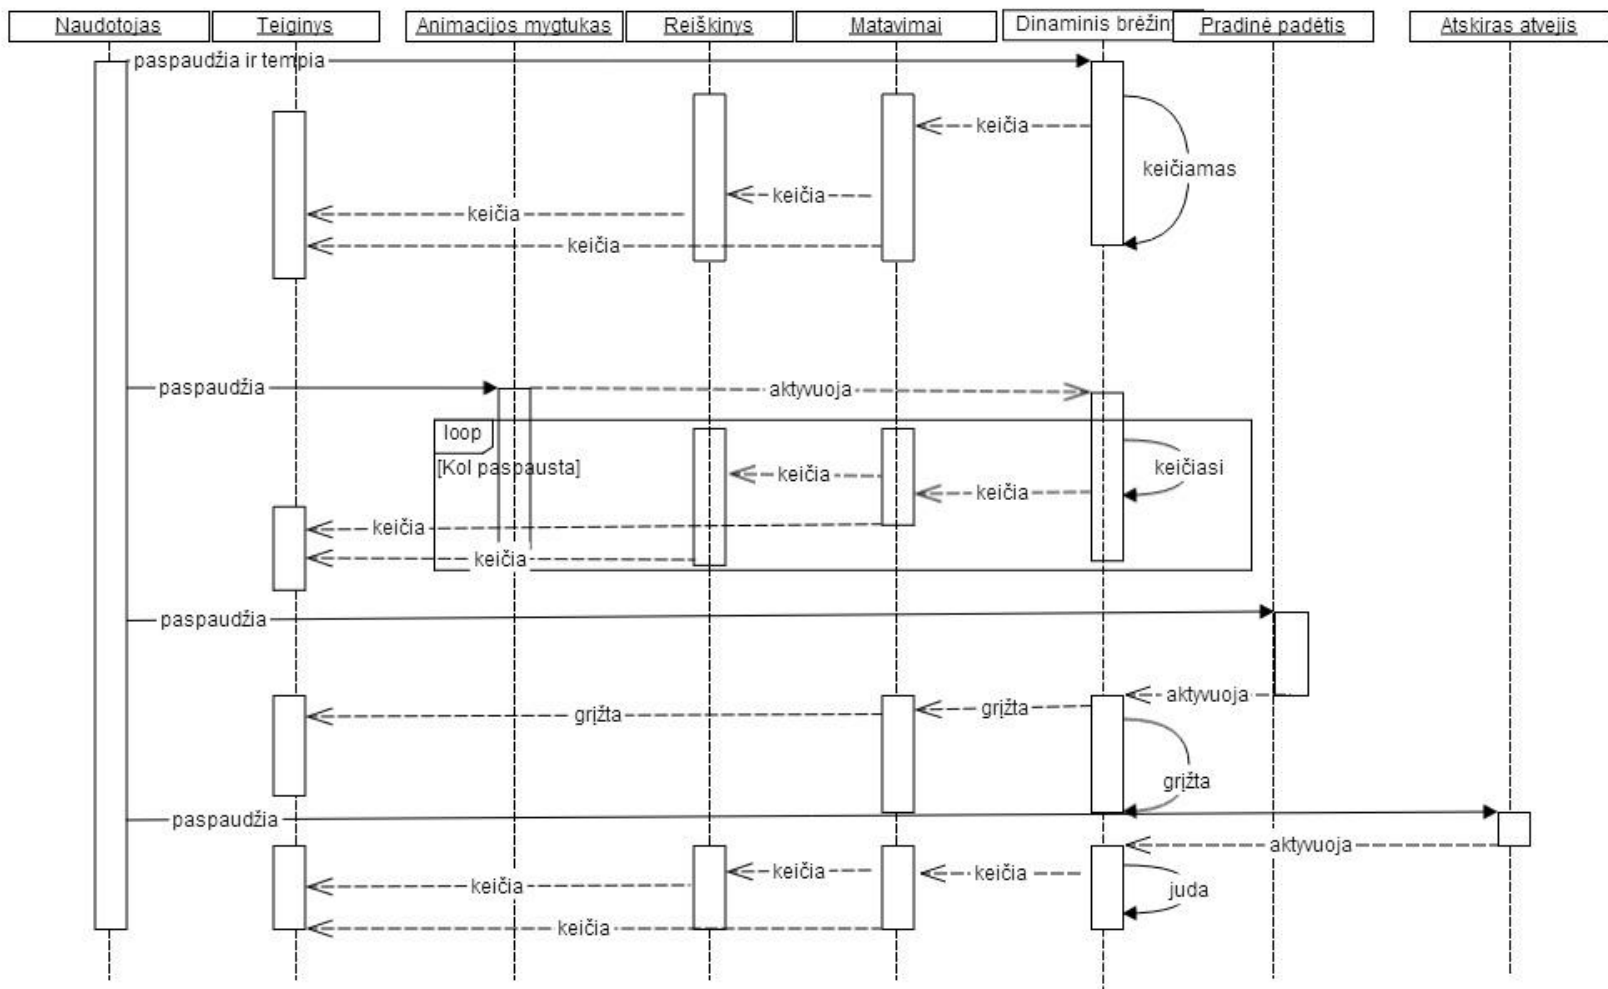 Naudotojas
Teiginys
Animacijos mygtukas
Reiškinys
Matavimai
Dinaminis brėžiny
Pradinė padėtis
Atskiras atvejis
paspaudžia ir tempia
keičia
keičiamas
keičia
keičia
keičia
paspaudžia
aktyvuoja
loop
[Kol paspausta]
keičiasi
keičia
keičia
keičia
keičia
paspaudžia
aktyvuoja
grįžta
grįžta
grįžta
paspaudžia
aktyvuoja
keičia
keičia
keičia
juda
keičia